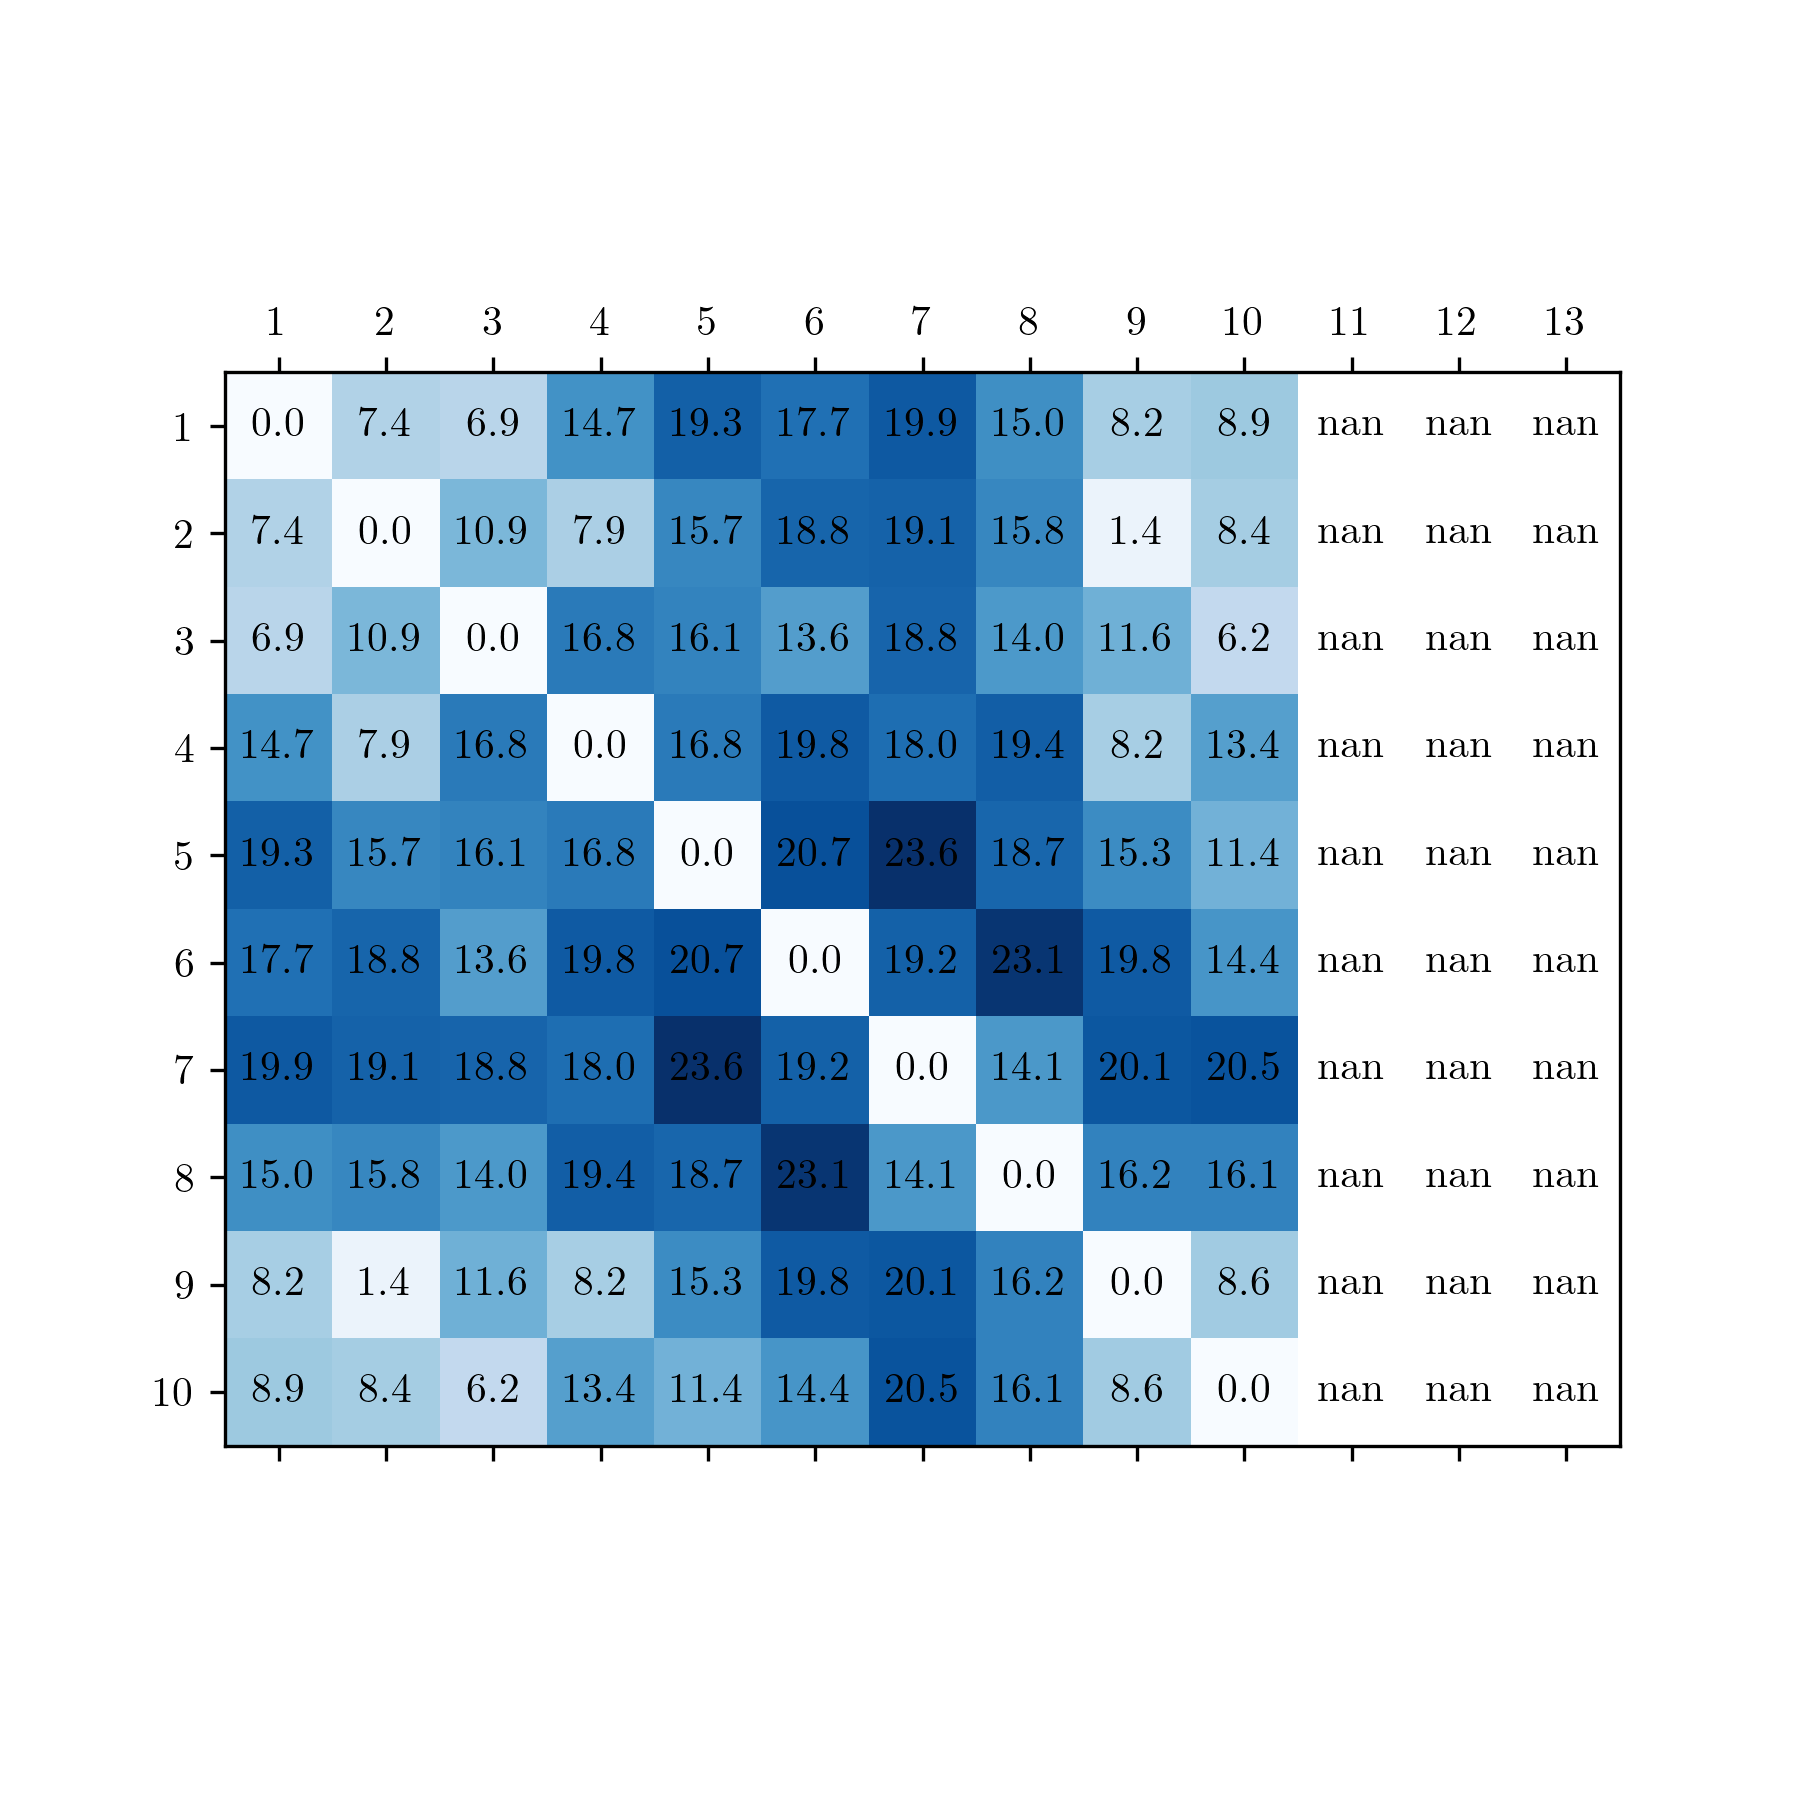 1 2 3 4 5 6 7 8 9 10 11 12 13
1 0.0 7.4 6.9 14.7 19.3 17.7 19.9 15.0 8.2 8.9 nan nan nan
2 7.4 0.0 10.9 7.9 15.7 18.8 19.1 15.8 1.4 8.4 nan nan nan
3 6.9 10.9 0.0 16.8 16.1 13.6 18.8 14.0 11.6 6.2 nan nan nan
4 14.7 7.9 16.8 0.0 16.8 19.8 18.0 19.4 8.2 13.4 nan nan nan
5 19.3 15.7 16.1 16.8 0.0 20.7 23.6 18.7 15.3 11.4 nan nan nan
6 17.7 18.8 13.6 19.8 20.7 0.0 19.2 23.1 19.8 14.4 nan nan nan
7 19.9 19.1 18.8 18.0 23.6 19.2 0.0 14.1 20.1 20.5 nan nan nan
8 15.0 15.8 14.0 19.4 18.7 23.1 14.1 0.0 16.2 16.1 nan nan nan
9 8.2 1.4 11.6 8.2 15.3 19.8 20.1 16.2 0.0 8.6 nan nan nan
10 8.9 8.4 6.2 13.4 11.4 14.4 20.5 16.1 8.6 0.0 nan nan nan